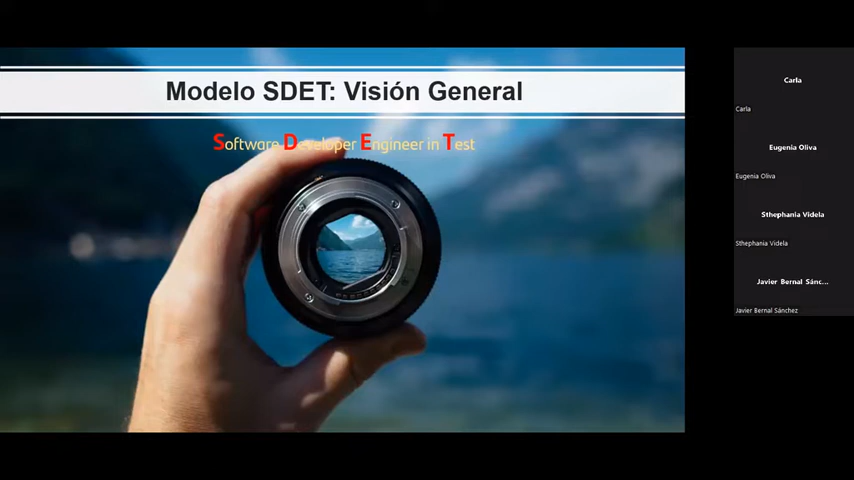 Modelo SDET: Visión General
Software Developer Engineer in Test
Carla
Carla
Eugenia Oliva
Eugenia Oliva
Sthephania Videla
Sthephania Videla
Javier Bernal Sánc...
Javier Bernal Sánchez